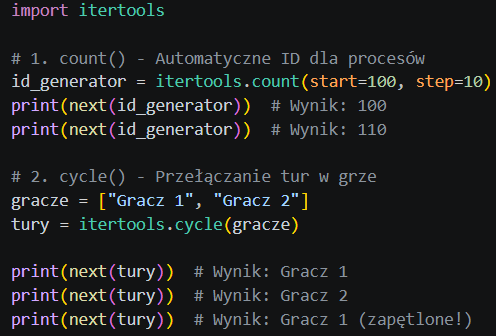 import itertools
# 1. count() - Automatyczne ID dla procesów
id_generator = itertools.count(start=100, step=10)
print(next(id_generator))  # Wynik: 100
print(next(id_generator))  # Wynik: 110
# 2. cycle() - Przełączanie tur w grze
gracze = ["Gracz 1", "Gracz 2"]
tury = itertools.cycle(gracze)
print(next(tury))  # Wynik: Gracz 1
print(next(tury))  # Wynik: Gracz 2
print(next(tury))  # Wynik: Gracz 1 (zapetlone!)